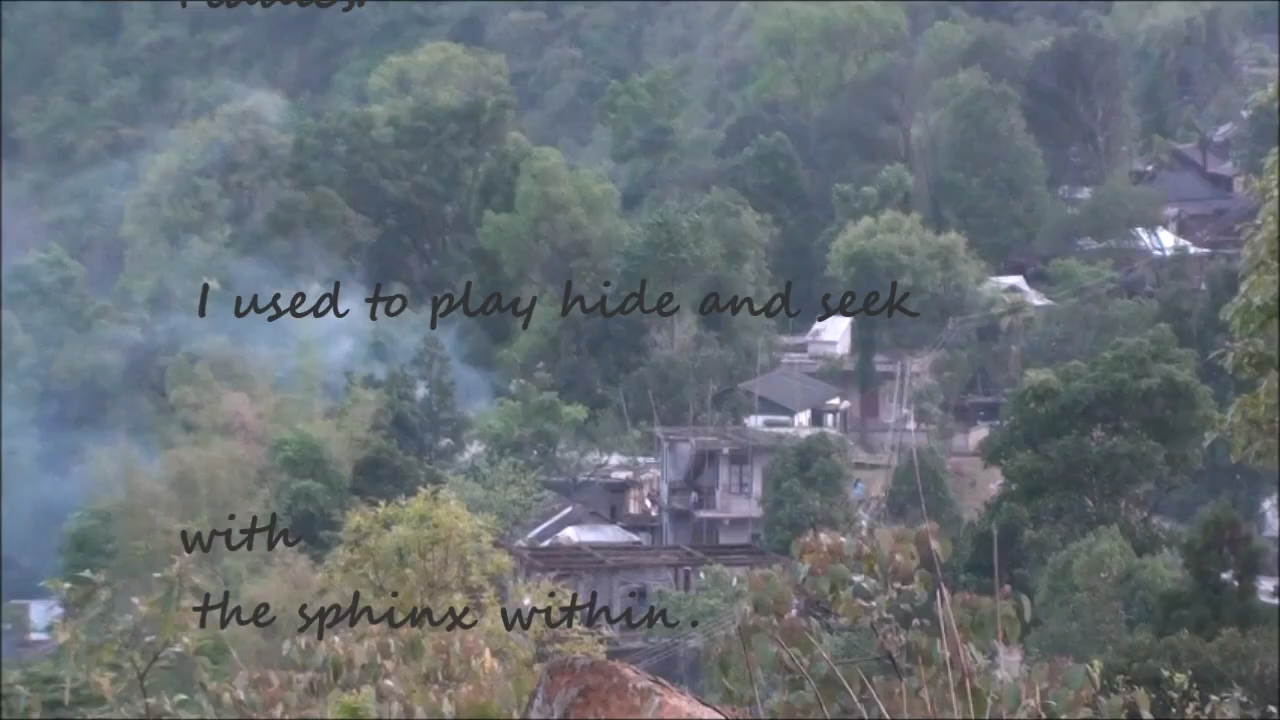 I used to play hide and seek
with
the sphinx within.